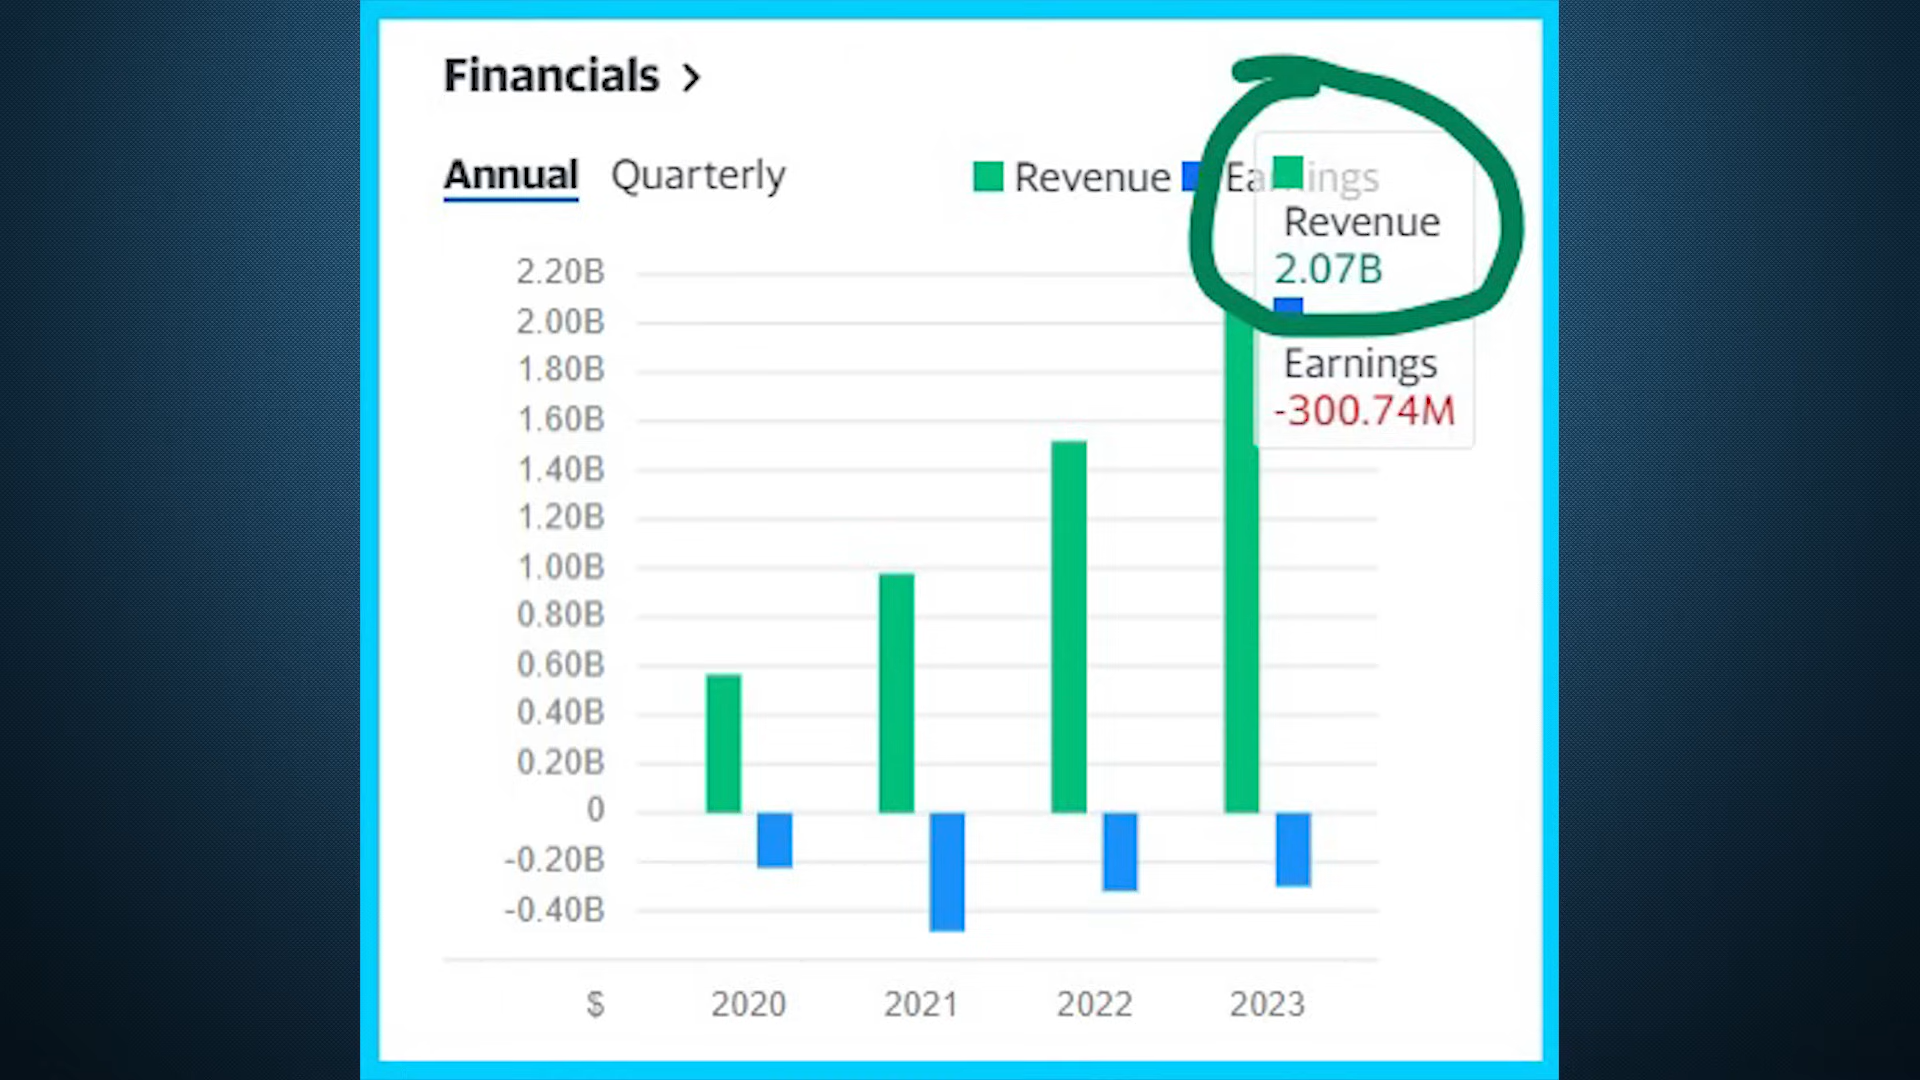 Financials >
Annual Quarterly
Revenue Earnings
Revenue
2.07B
Earnings
-300.74M
2.20B
2.00B
1.80B
1.60B
1.40B
1.20B
1.00B
0.80B
0.60B
0.40B
0.20B
0
-0.20B
-0.40B
$ 2020 2021 2022 2023